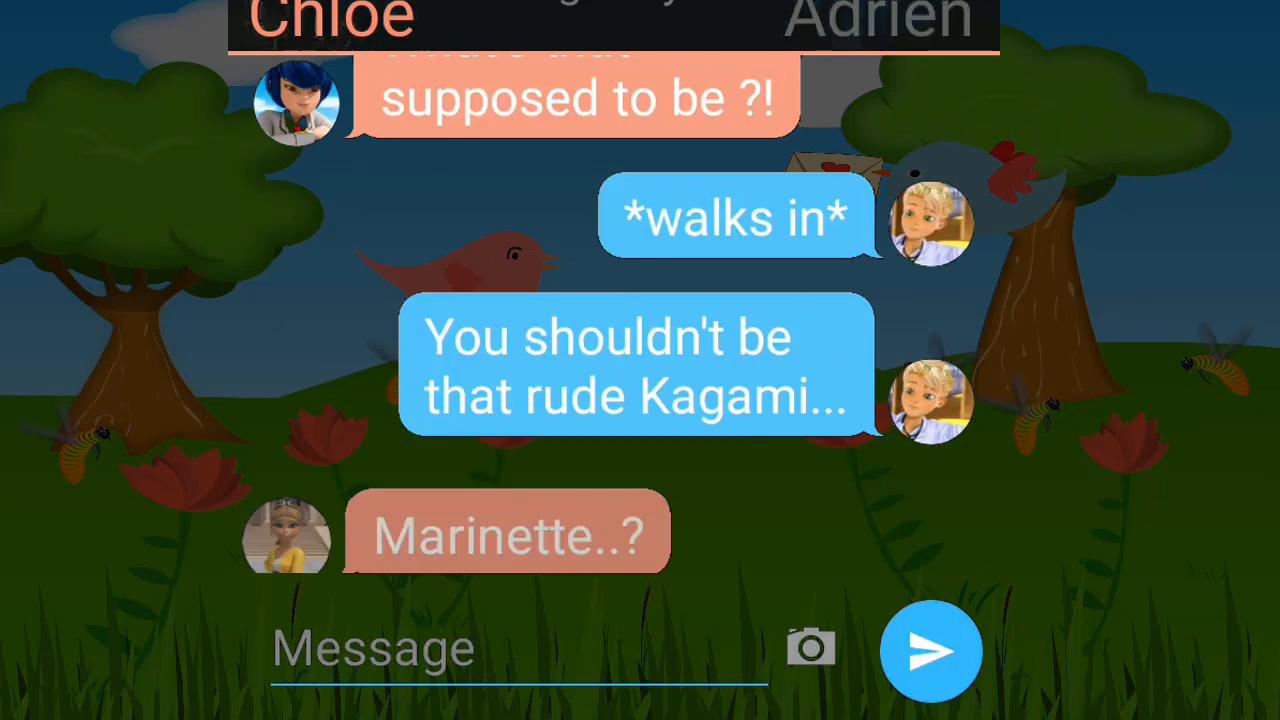 Chloe
Adrien
supposed to be ?!
*walks in*
You shouldn't be
that rude Kagami...
Marinette..?
Message